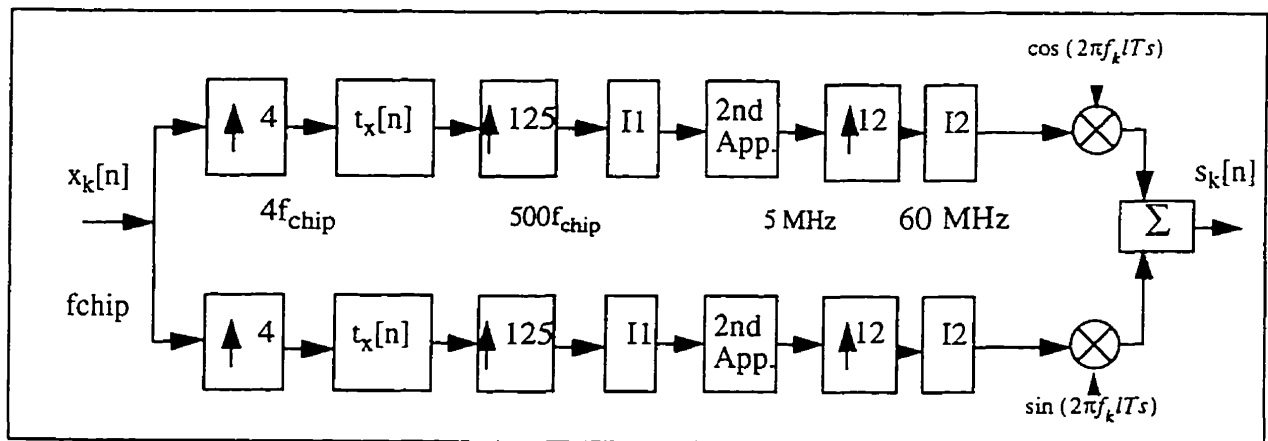 cos (2πf_k lTs)
↑ 4
t_x[n]
↑ 125
I1
2nd
App.
↑ 12
I2
x_k[n]
s_k[n]
4f_chip
500f_chip
5 MHz
60 MHz
Σ
fchip
↑ 4
t_x[n]
↑ 125
I1
2nd
App.
↑ 12
I2
sin (2πf_k lTs)